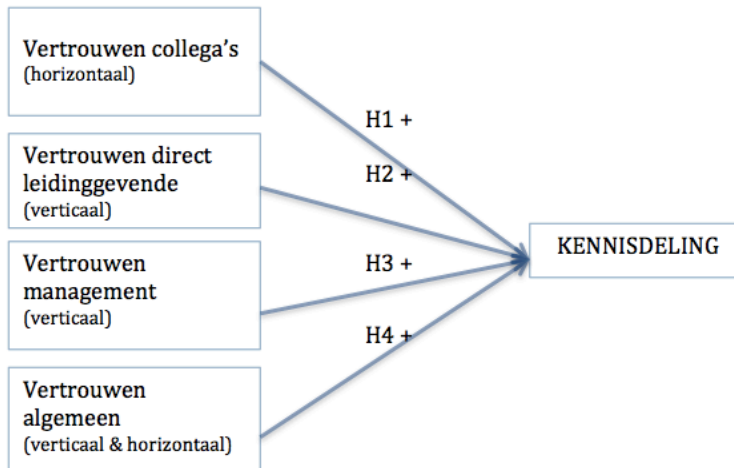 Vertrouwen collega's
(horizontaal)
H1 +
Vertrouwen direct
leidinggevende
(verticaal)
H2 +
Vertrouwen
management
(verticaal)
H3 +
KENNISDELING
Vertrouwen
algemeen
(verticaal & horizontaal)
H4 +